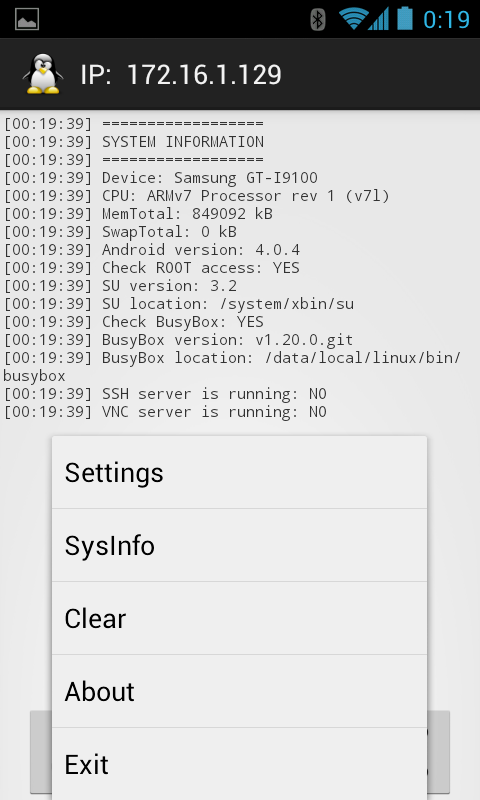 0:19
IP: 172.16.1.129
[00:19:39] ==================
[00:19:39] SYSTEM INFORMATION
[00:19:39] ==================
[00:19:39] Device: Samsung GT-I9100
[00:19:39] CPU: ARMv7 Processor rev 1 (v7l)
[00:19:39] MemTotal: 849092 kB
[00:19:39] SwapTotal: 0 kB
[00:19:39] Android version: 4.0.4
[00:19:39] Check ROOT access: YES
[00:19:39] SU version: 3.2
[00:19:39] SU location: /system/xbin/su
[00:19:39] Check BusyBox: YES
[00:19:39] BusyBox version: v1.20.0.git
[00:19:39] BusyBox location: /data/local/linux/bin/
busybox
[00:19:39] SSH server is running: NO
[00:19:39] VNC server is running: NO
Settings
SysInfo
Clear
About
Exit